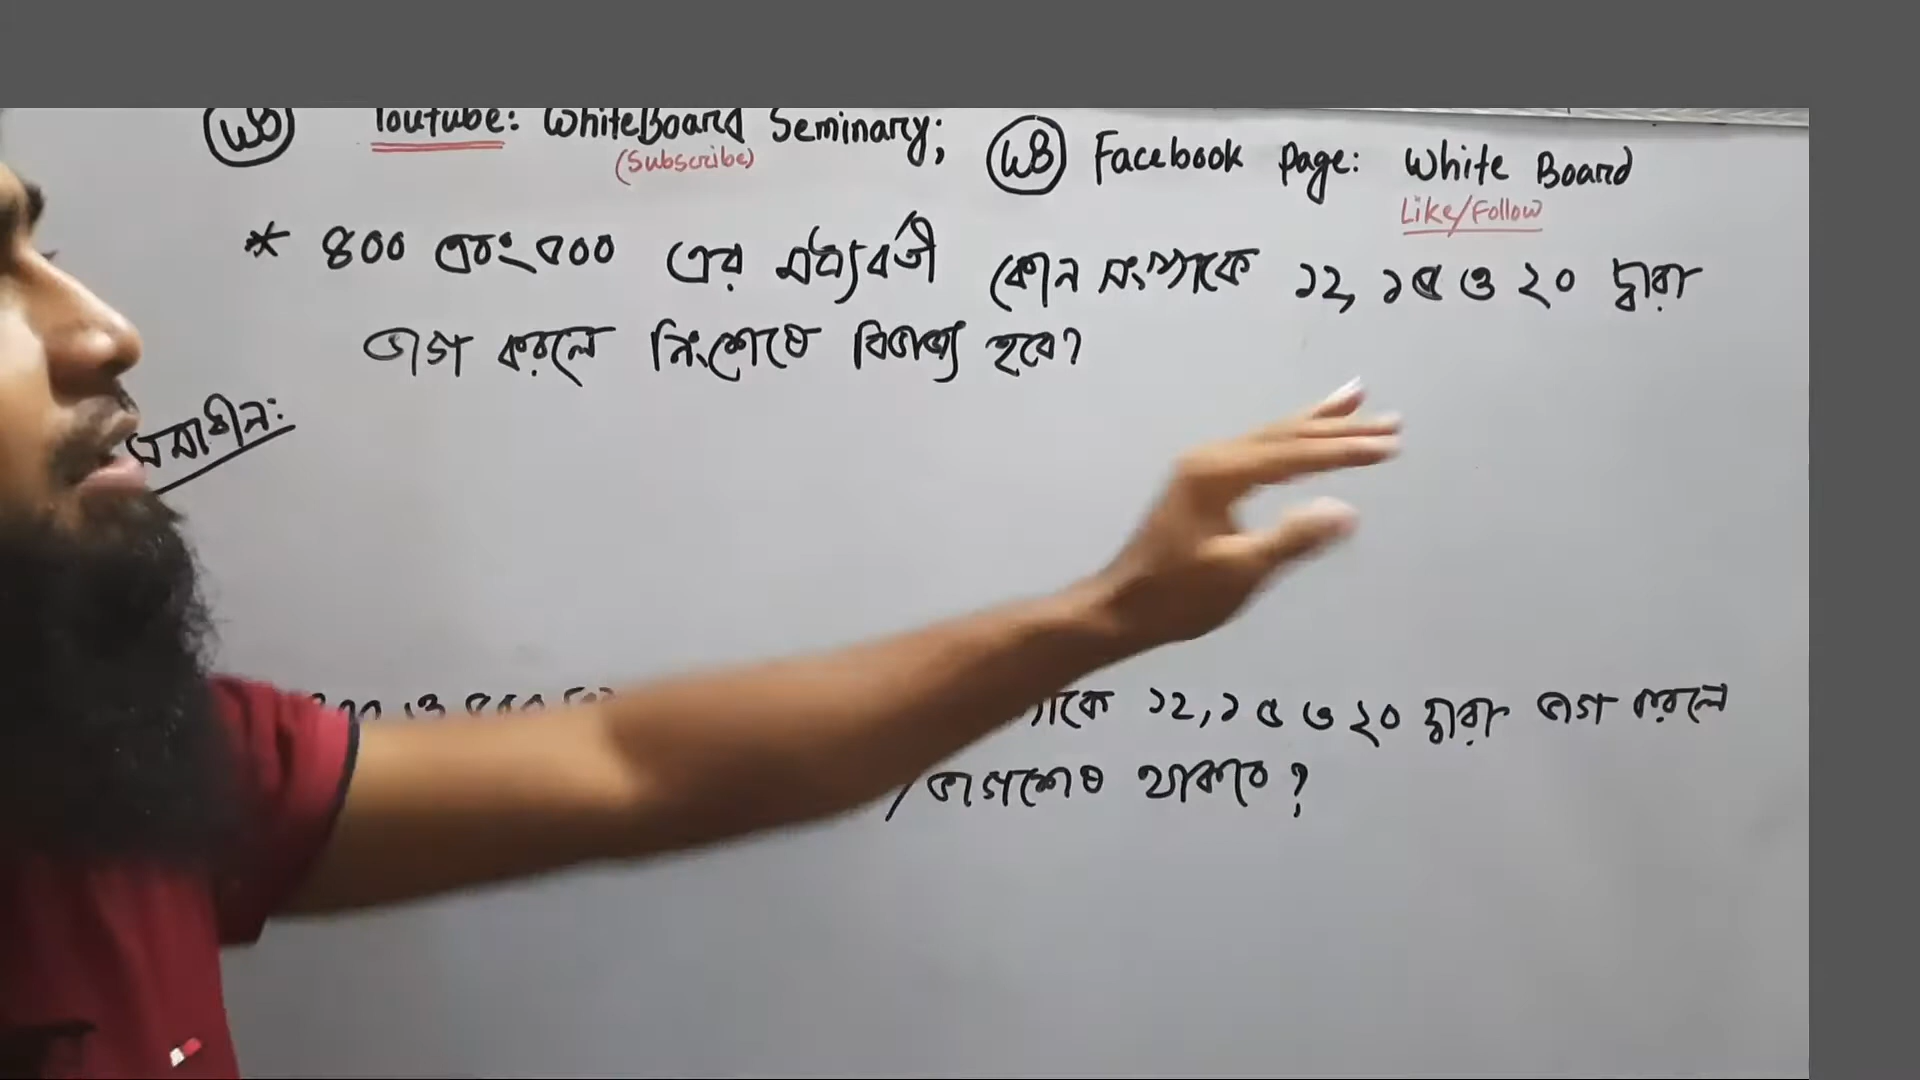 WB Youtube: WhiteBoard Seminary;
(Subscribe)
WB Facebook Page: White Board
Like/Follow
* ৪০০ এবং ৫০০ এর মধ্যবর্তী কোন সংখ্যাকে ১২, ১৫ ও ২০ দ্বারা
ভাগ করলে নিঃশেষে বিভাজ্য হবে?
সমাধান:
১২, ১৫ ও ২০ দ্বারা ভাগ করলে
ভাগশেষ থাকবে?